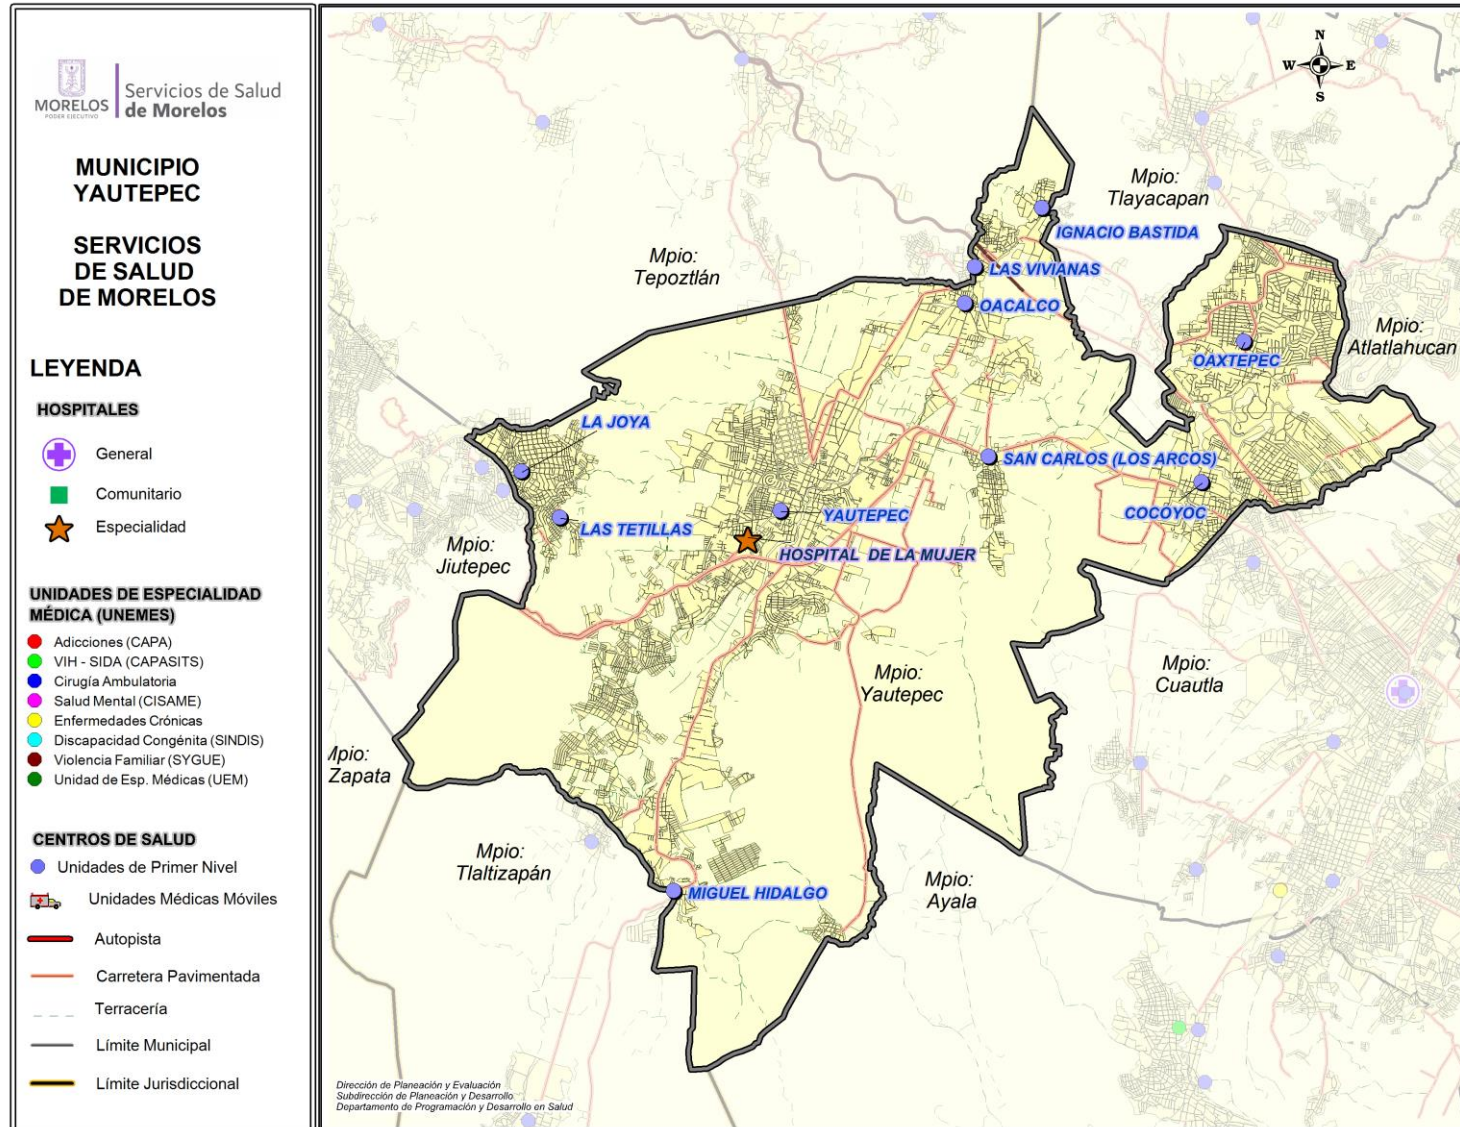 MORELOS
PODER EJECUTIVO
Servicios de Salud
de Morelos
MUNICIPIO
YAUTEPEC
SERVICIOS
DE SALUD
DE MORELOS
LEYENDA
HOSPITALES
General
Comunitario
Especialidad
UNIDADES DE ESPECIALIDAD
MÉDICA (UNEMES)
Adicciones (CAPA)
VIH - SIDA (CAPASITS)
Cirugía Ambulatoria
Salud Mental (CISAME)
Enfermedades Crónicas
Discapacidad Congénita (SINDIS)
Violencia Familiar (SYGUE)
Unidad de Esp. Médicas (UEM)
CENTROS DE SALUD
Unidades de Primer Nivel
Unidades Médicas Móviles
Autopista
Carretera Pavimentada
Terracería
Límite Municipal
Límite Jurisdiccional
N
W
E
S
Mpio:
Tlayacapan
IGNACIO BASTIDA
Mpio:
Tepoztlán
LAS VIVIANAS
OACALCO
Mpio:
Atlatlahucan
OAXTEPEC
LA JOYA
SAN CARLOS (LOS ARCOS)
COCOYOC
YAUTEPEC
LAS TETILLAS
HOSPITAL DE LA MUJER
Mpio:
Jiutepec
Mpio:
Cuautla
Mpio:
Yautepec
Mpio:
Zapata
Mpio:
Tlaltizapán
Mpio:
Ayala
MIGUEL HIDALGO
Dirección de Planeación y Evaluación
Subdirección de Planeación y Desarrollo
Departamento de Programación y Desarrollo en Salud